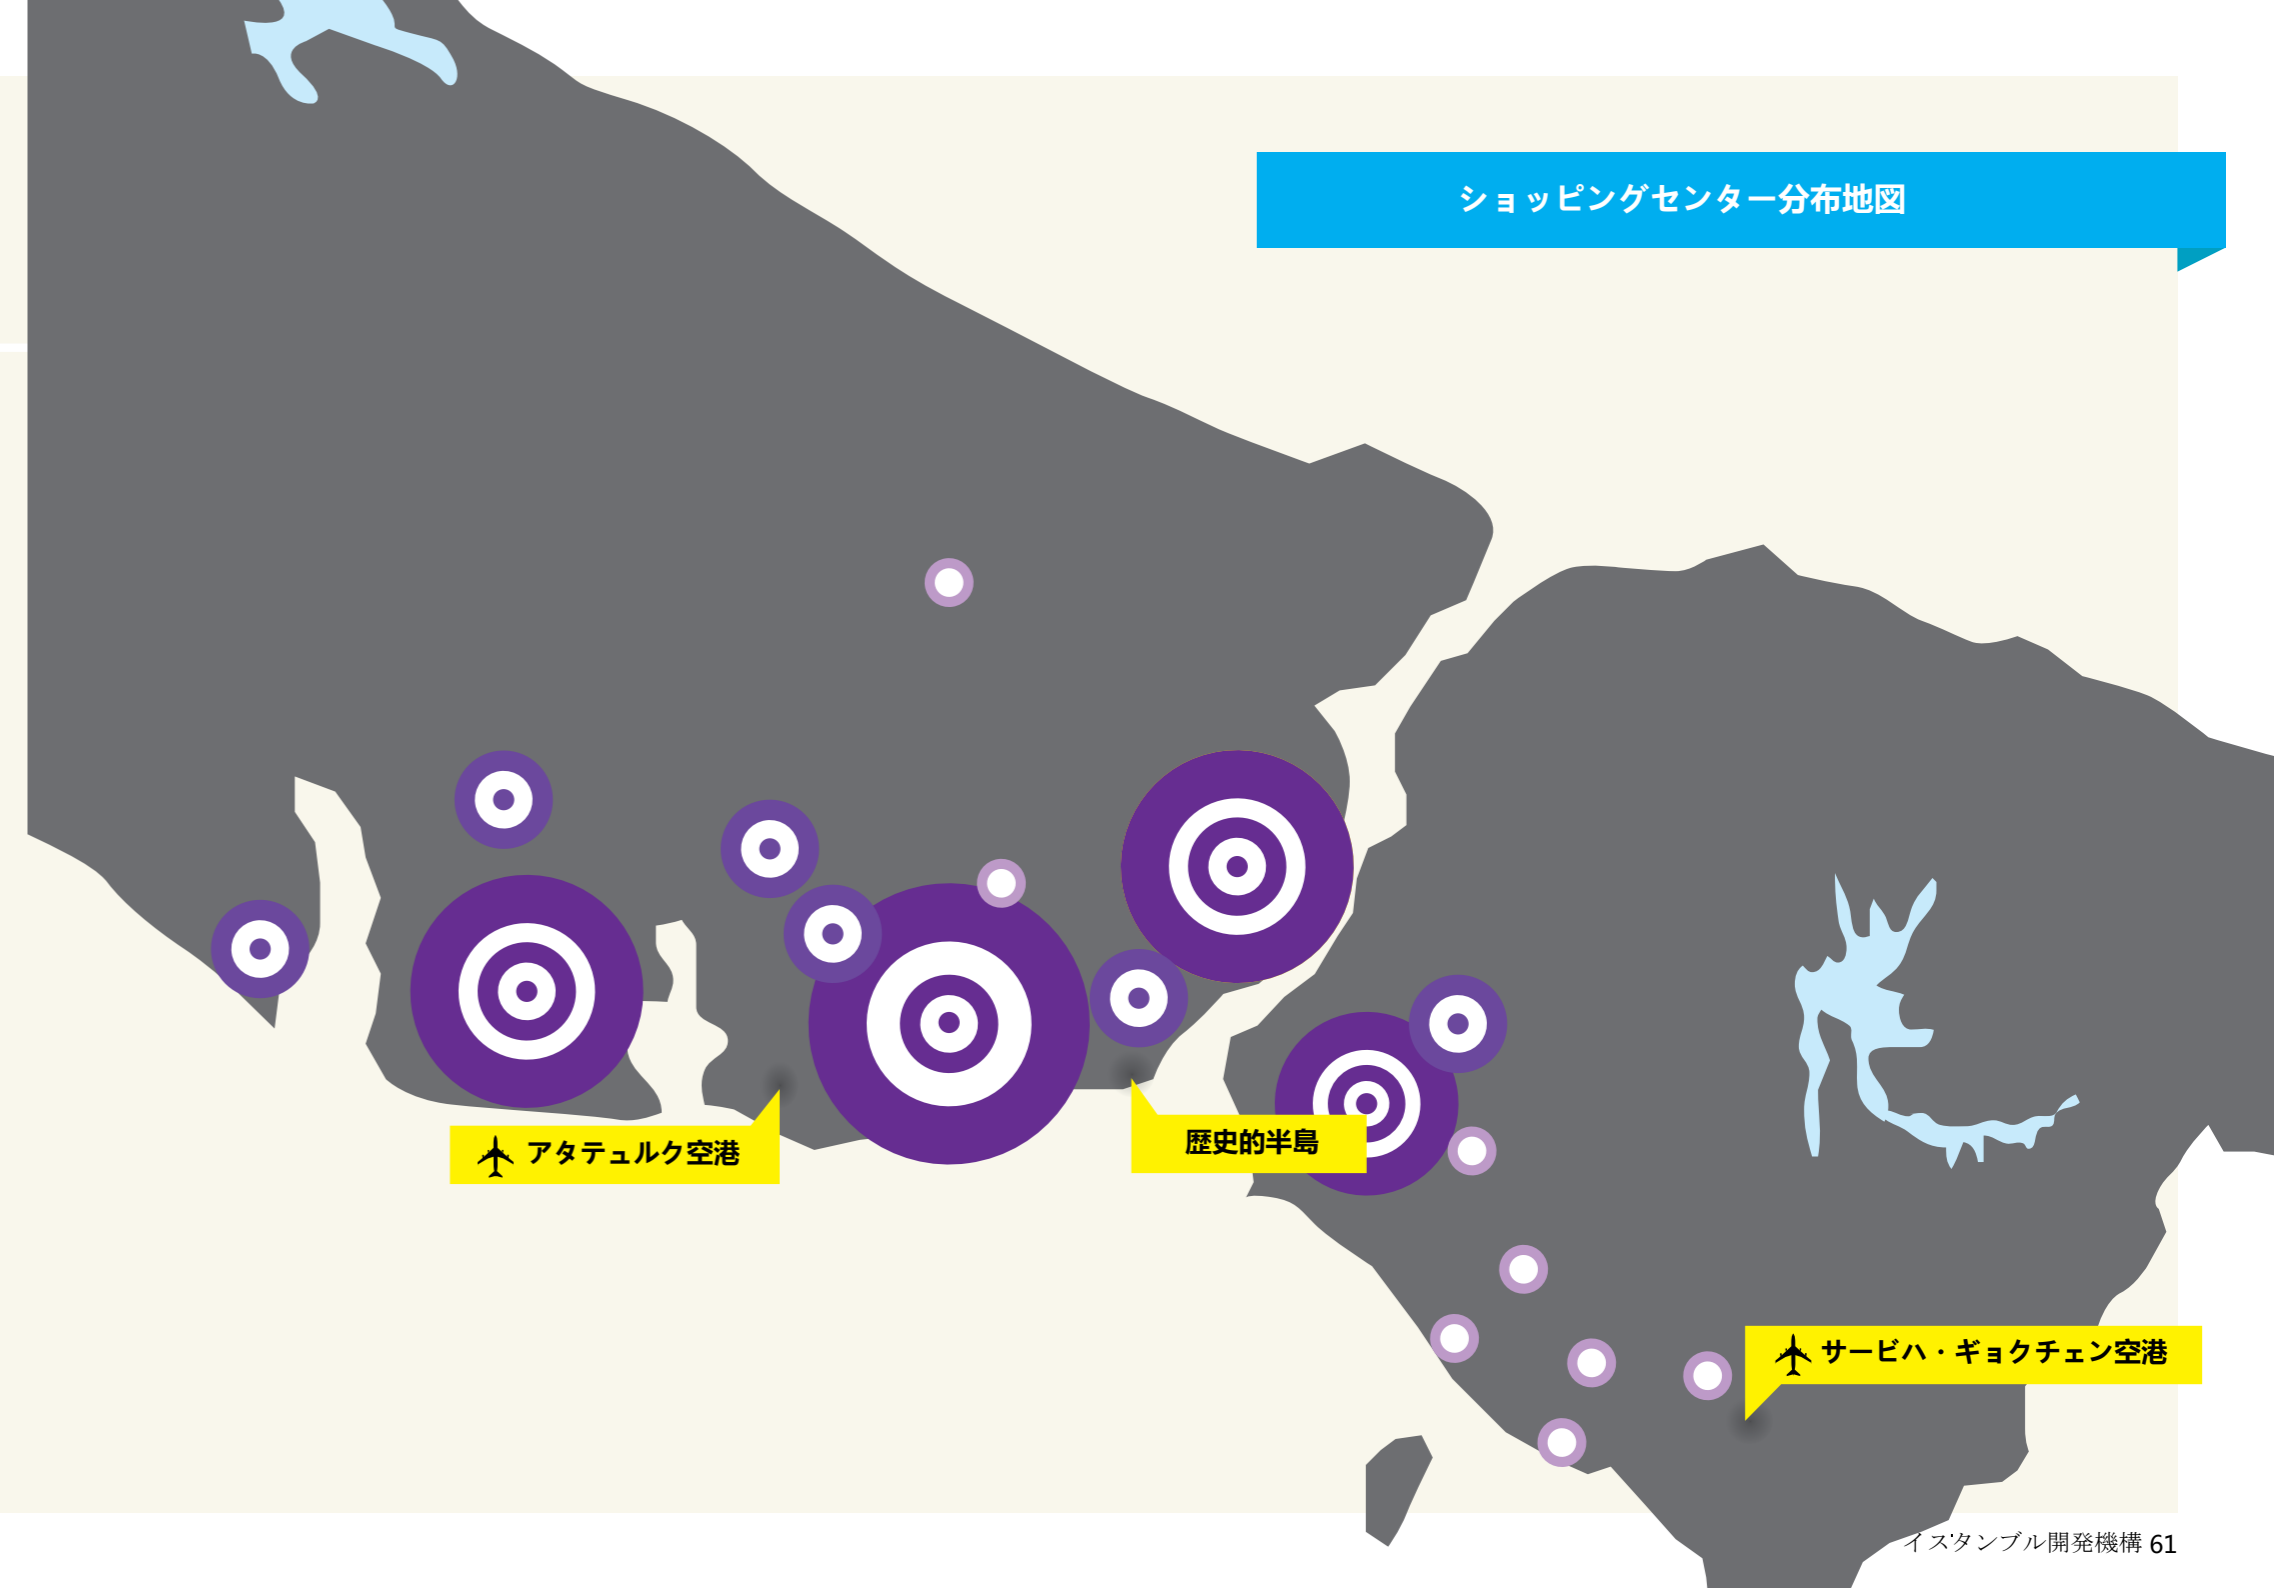 ショッピングセンター分布地図
アタテュルク空港
歴史的半島
サービハ・ギョクチェン空港
イスタンブル開発機構 61